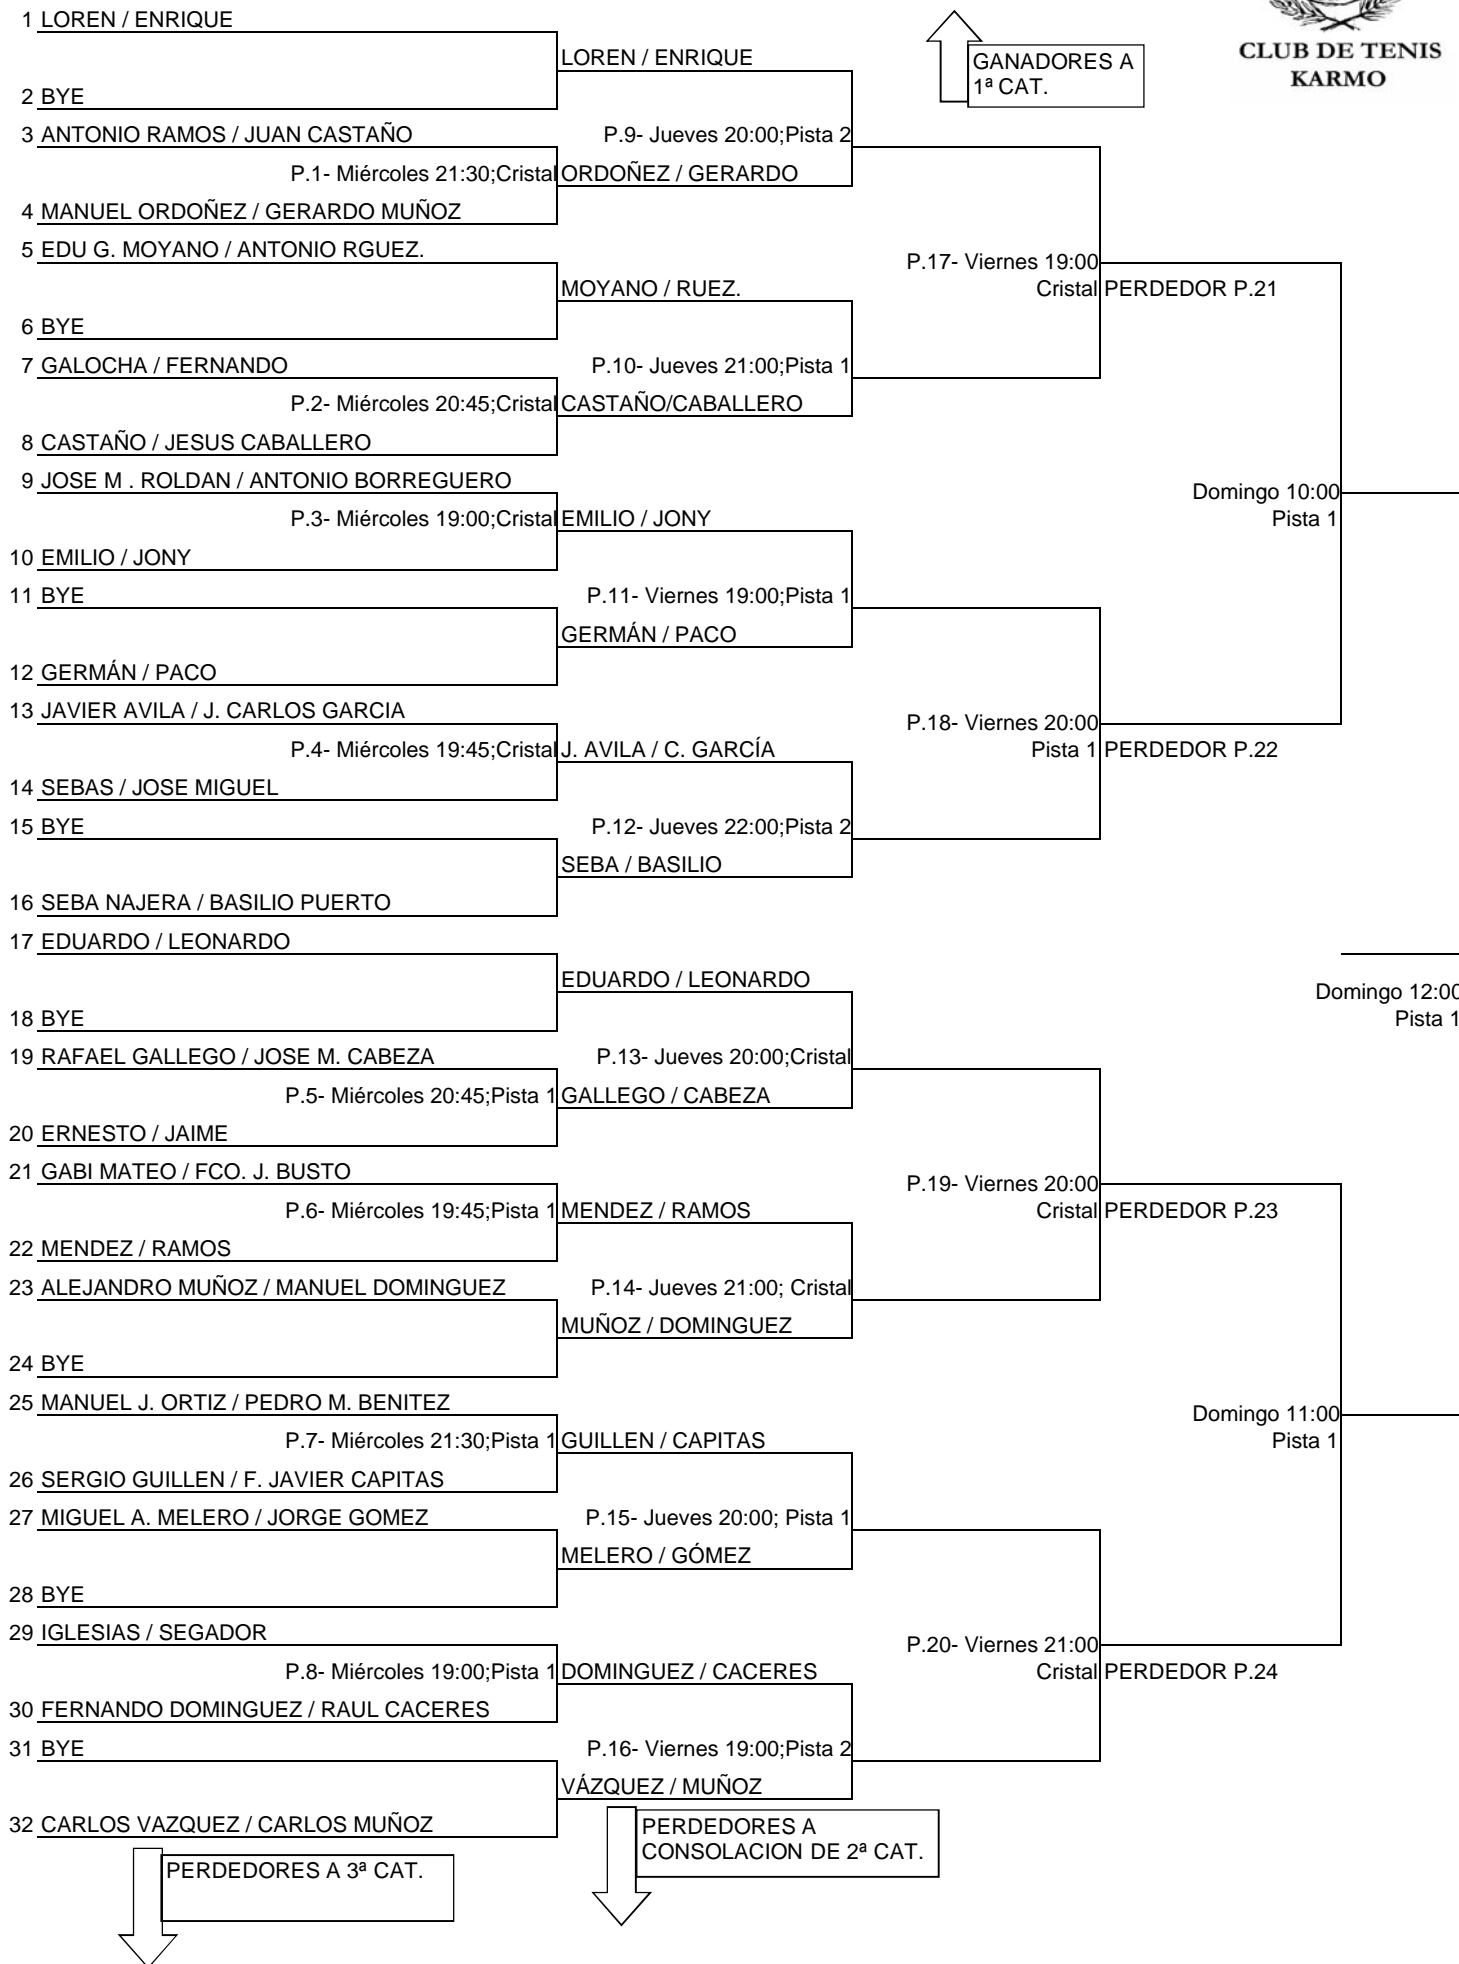 1 LOREN / ENRIQUE
LOREN / ENRIQUE
GANADORES A
1ª CAT.
CLUB DE TENIS
KARMO
2 BYE
3 ANTONIO RAMOS / JUAN CASTAÑO
P.9- Jueves 20:00;Pista 2
P.1- Miércoles 21:30;Cristal
ORDOÑEZ / GERARDO
4 MANUEL ORDOÑEZ / GERARDO MUÑOZ
5 EDU G. MOYANO / ANTONIO RGUEZ.
P.17- Viernes 19:00
MOYANO / RUEZ.
Cristal
PERDEDOR P.21
6 BYE
7 GALOCHA / FERNANDO
P.10- Jueves 21:00;Pista 1
P.2- Miércoles 20:45;Cristal
CASTAÑO/CABALLERO
8 CASTAÑO / JESUS CABALLERO
9 JOSE M . ROLDAN / ANTONIO BORREGUERO
Domingo 10:00
P.3- Miércoles 19:00;Cristal
EMILIO / JONY
Pista 1
10 EMILIO / JONY
11 BYE
P.11- Viernes 19:00;Pista 1
GERMÁN / PACO
12 GERMÁN / PACO
13 JAVIER AVILA / J. CARLOS GARCIA
P.18- Viernes 20:00
P.4- Miércoles 19:45;Cristal
J. AVILA / C. GARCÍA
Pista 1
PERDEDOR P.22
14 SEBAS / JOSE MIGUEL
15 BYE
P.12- Jueves 22:00;Pista 2
SEBA / BASILIO
16 SEBA NAJERA / BASILIO PUERTO
17 EDUARDO / LEONARDO
EDUARDO / LEONARDO
Domingo 12:00
18 BYE
Pista 1
19 RAFAEL GALLEGO / JOSE M. CABEZA
P.13- Jueves 20:00;Cristal
P.5- Miércoles 20:45;Pista 1
GALLEGO / CABEZA
20 ERNESTO / JAIME
21 GABI MATEO / FCO. J. BUSTO
P.19- Viernes 20:00
P.6- Miércoles 19:45;Pista 1
MENDEZ / RAMOS
Cristal
PERDEDOR P.23
22 MENDEZ / RAMOS
23 ALEJANDRO MUÑOZ / MANUEL DOMINGUEZ
P.14- Jueves 21:00; Cristal
MUÑOZ / DOMINGUEZ
24 BYE
25 MANUEL J. ORTIZ / PEDRO M. BENITEZ
Domingo 11:00
P.7- Miércoles 21:30;Pista 1
GUILLEN / CAPITAS
Pista 1
26 SERGIO GUILLEN / F. JAVIER CAPITAS
27 MIGUEL A. MELERO / JORGE GOMEZ
P.15- Jueves 20:00; Pista 1
MELERO / GÓMEZ
28 BYE
29 IGLESIAS / SEGADOR
P.20- Viernes 21:00
P.8- Miércoles 19:00;Pista 1
DOMINGUEZ / CACERES
Cristal
PERDEDOR P.24
30 FERNANDO DOMINGUEZ / RAUL CACERES
31 BYE
P.16- Viernes 19:00;Pista 2
VÁZQUEZ / MUÑOZ
32 CARLOS VAZQUEZ / CARLOS MUÑOZ
PERDEDORES A
CONSOLACION DE 2ª CAT.
PERDEDORES A 3ª CAT.